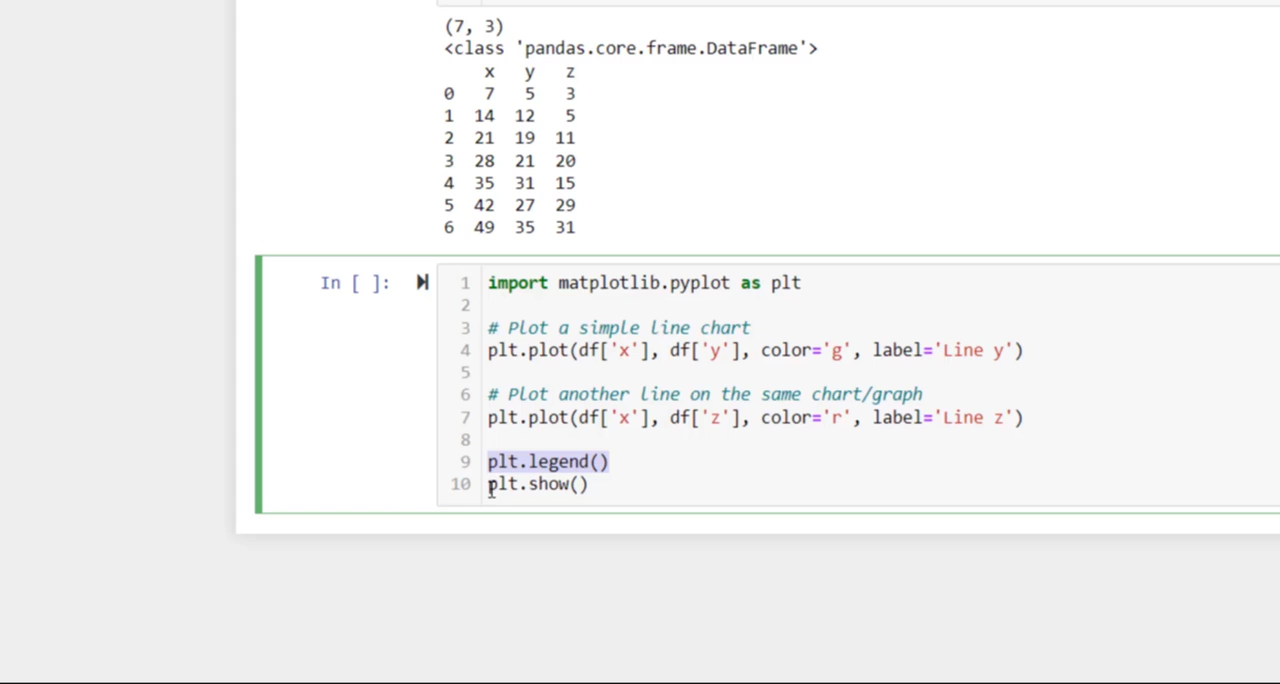 (7, 3)
<class 'pandas.core.frame.DataFrame'>
x y z
0 7 5 3
1 14 12 5
2 21 19 11
3 28 21 20
4 35 31 15
5 42 27 29
6 49 35 31
In [ ]:
1 import matplotlib.pyplot as plt
2
3 # Plot a simple line chart
4 plt.plot(df['x'], df['y'], color='g', label='Line y')
5
6 # Plot another line on the same chart/graph
7 plt.plot(df['x'], df['z'], color='r', label='Line z')
8
9 plt.legend()
10 plt.show()